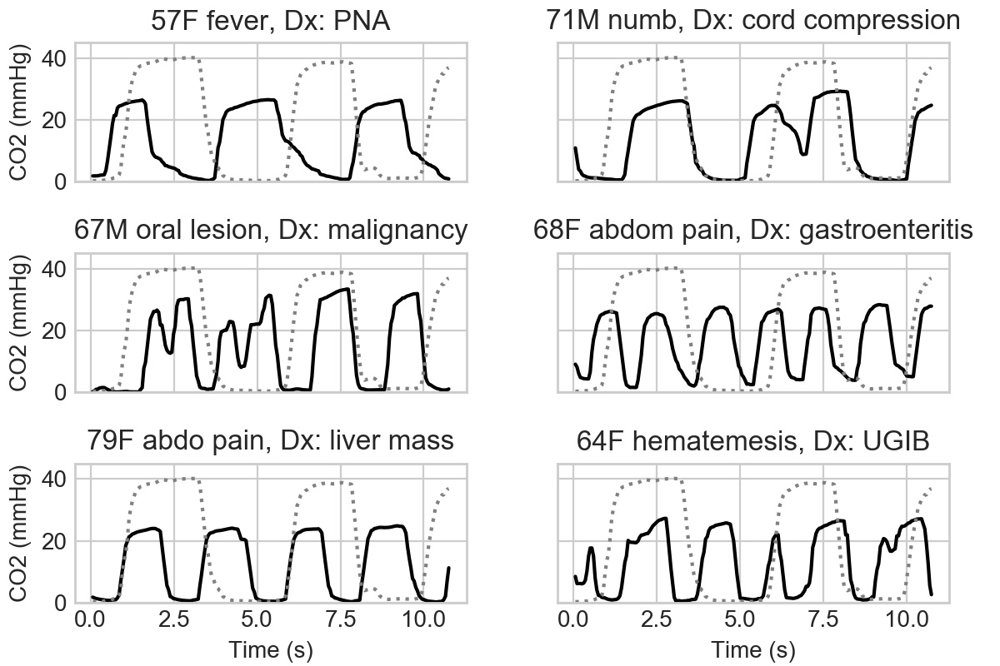 57F fever, Dx: PNA
71M numb, Dx: cord compression
CO2 (mmHg)
40
20
0
67M oral lesion, Dx: malignancy
68F abdom pain, Dx: gastroenteritis
CO2 (mmHg)
40
20
0
79F abdo pain, Dx: liver mass
64F hematemesis, Dx: UGIB
CO2 (mmHg)
40
20
0
0.0 2.5 5.0 7.5 10.0
0.0 2.5 5.0 7.5 10.0
Time (s)
Time (s)